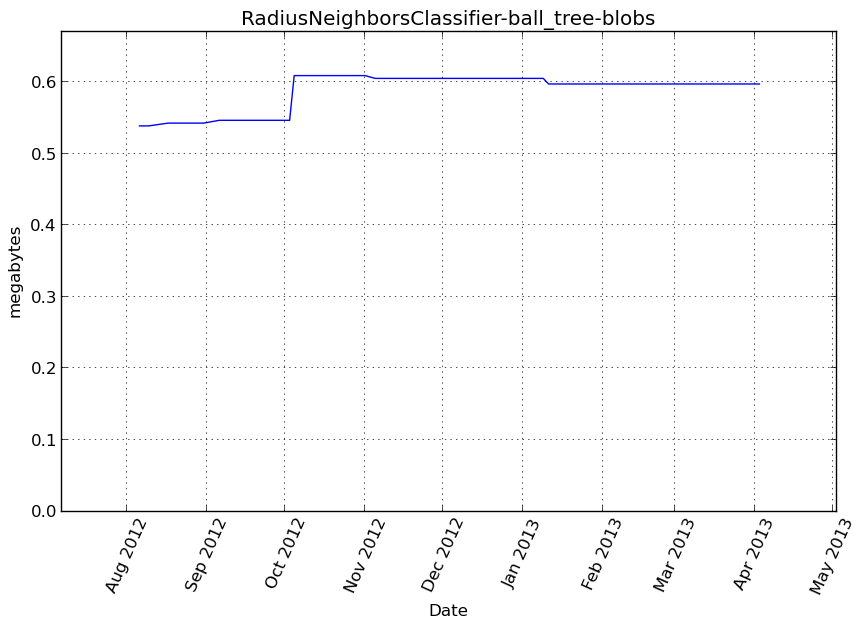 RadiusNeighborsClassifier-ball_tree-blobs
megabytes
0.6
0.5
0.4
0.3
0.2
0.1
0.0
Aug 2012
Sep 2012
Oct 2012
Nov 2012
Dec 2012
Jan 2013
Feb 2013
Mar 2013
Apr 2013
May 2013
Date